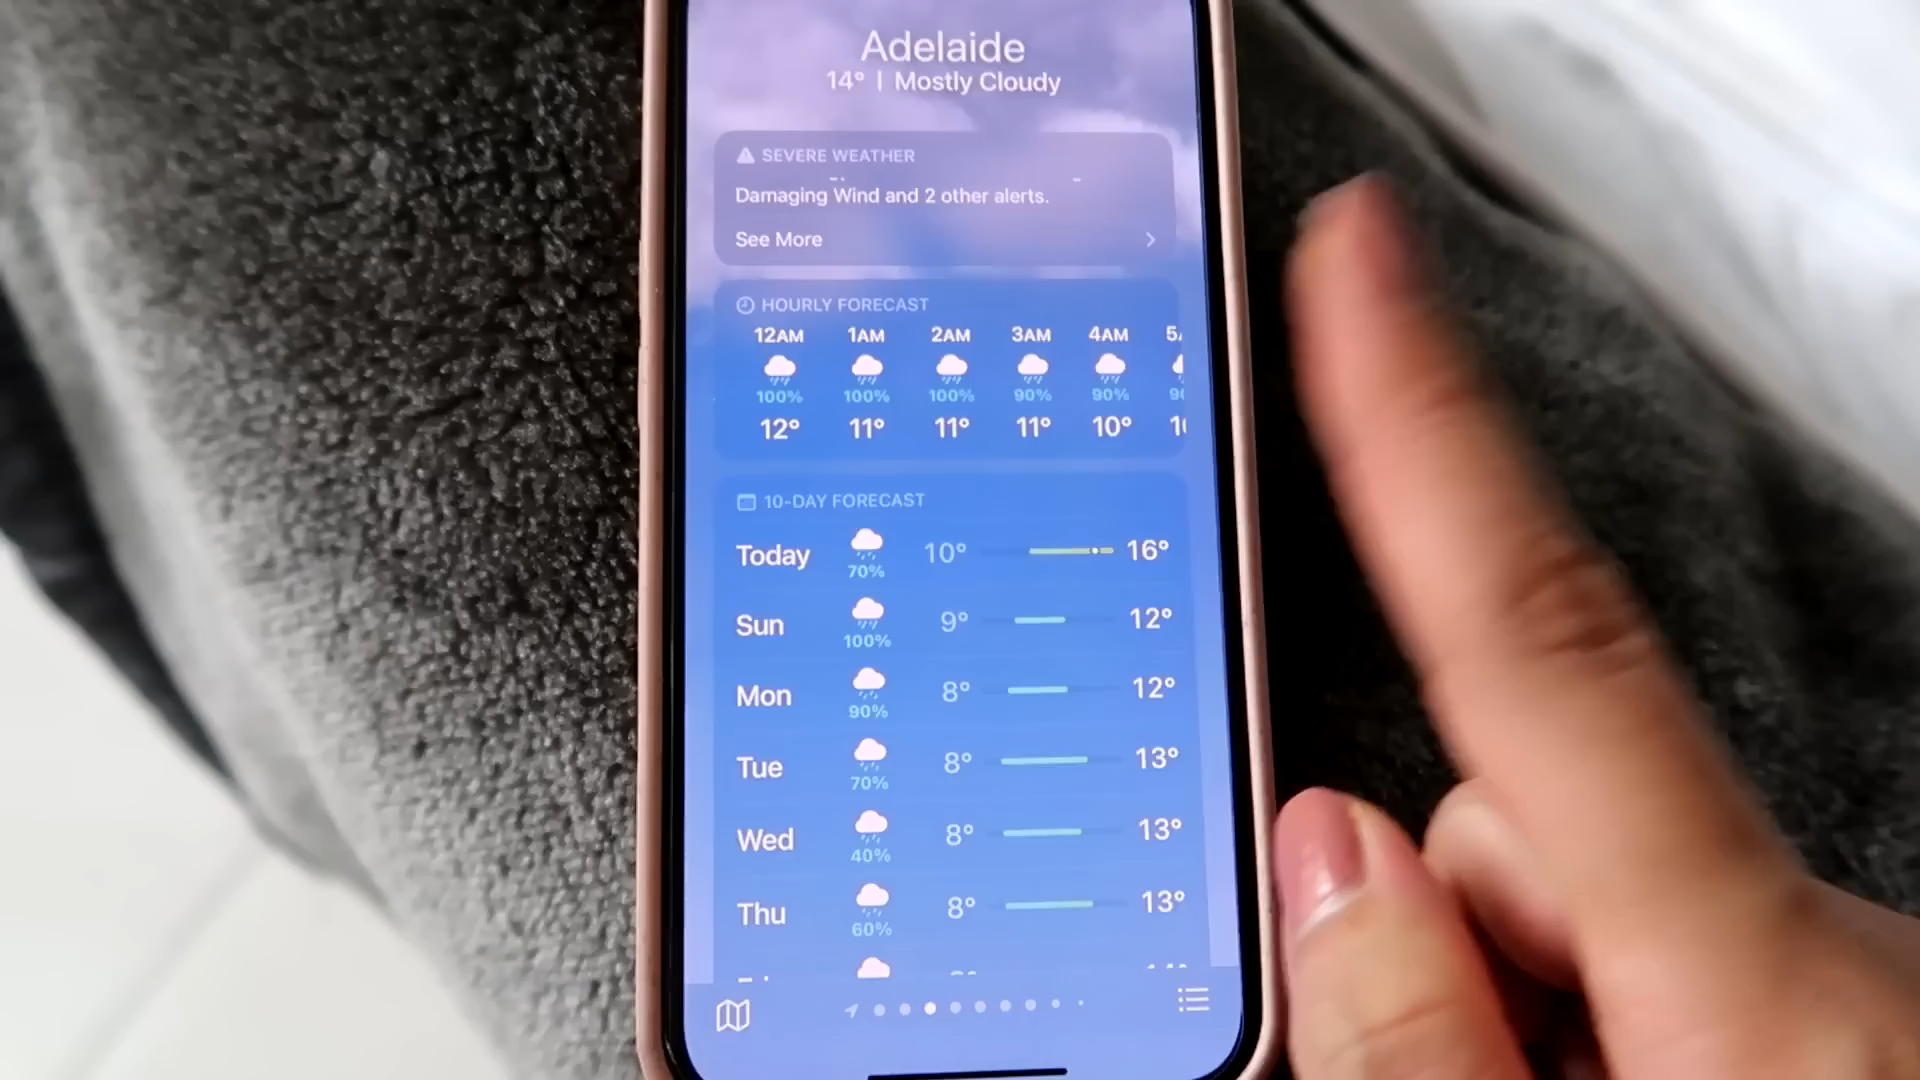 Adelaide
14° | Mostly Cloudy
SEVERE WEATHER
Damaging Wind and 2 other alerts.
See More
HOURLY FORECAST
12AM 1AM 2AM 3AM 4AM
100% 100% 100% 90% 90%
12° 11° 11° 11° 10°
10-DAY FORECAST
Today 10° 16°
70%
Sun 9° 12°
100%
Mon 8° 12°
90%
Tue 8° 13°
70%
Wed 8° 13°
40%
Thu 8° 13°
60%